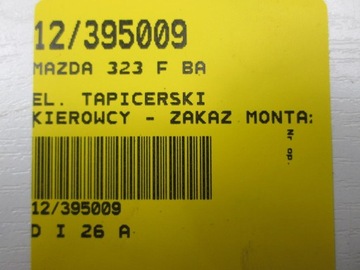 12/395009
MAZDA 323 F BA
EL. TAPICERSKI
KIEROWCY - ZAKAZ MONTA:
Nr op.
12/395009
D I 26 A